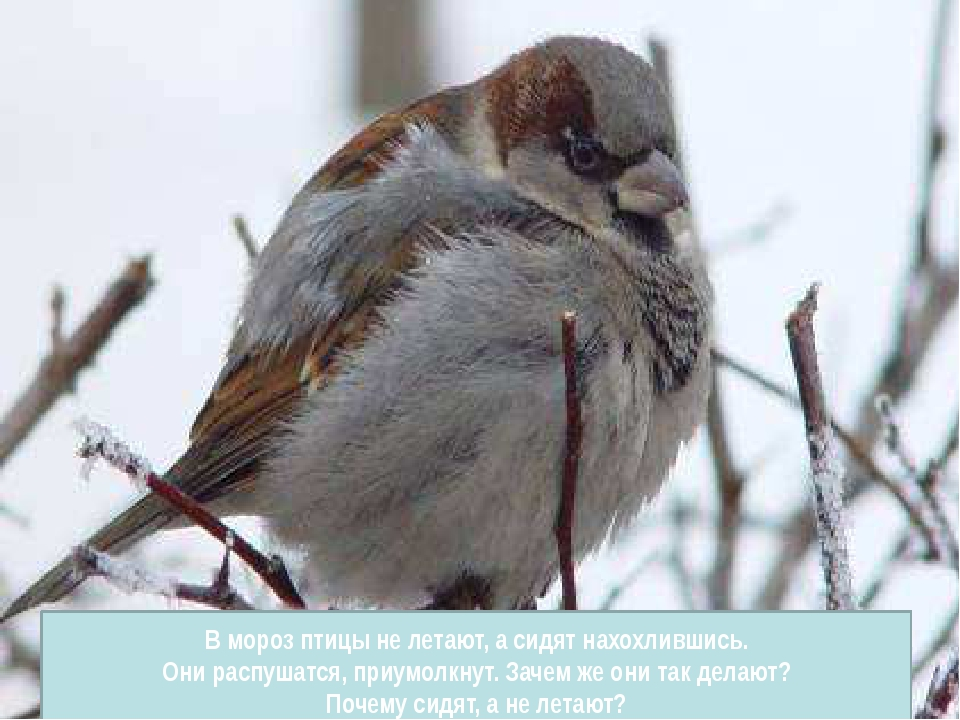 В мороз птицы не летают, а сидят нахохлившись.
Они распушатся, приумолкнут. Зачем же они так делают?
Почему сидят, а не летают?